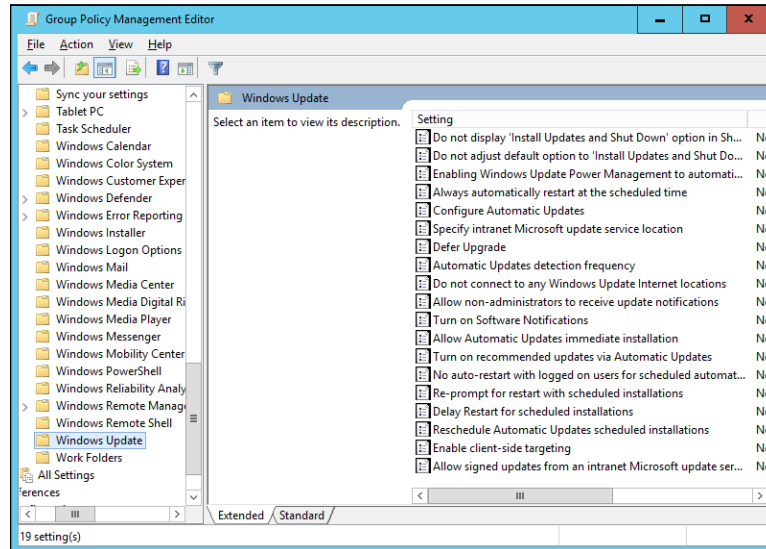 Group Policy Management Editor
File Action View Help
Sync your settings
Tablet PC
Task Scheduler
Windows Calendar
Windows Color System
Windows Customer Exper
Windows Defender
Windows Error Reporting
Windows Installer
Windows Logon Options
Windows Mail
Windows Media Center
Windows Media Digital Ri
Windows Media Player
Windows Messenger
Windows Mobility Center
Windows PowerShell
Windows Reliability Analy
Windows Remote Manage
Windows Remote Shell
Windows Update
Work Folders
All Settings
ferences
Windows Update
Select an item to view its description.
Setting
Do not display 'Install Updates and Shut Down' option in Sh... N
Do not adjust default option to 'Install Updates and Shut Do... N
Enabling Windows Update Power Management to automati... N
Always automatically restart at the scheduled time N
Configure Automatic Updates N
Specify intranet Microsoft update service location N
Defer Upgrade N
Automatic Updates detection frequency N
Do not connect to any Windows Update Internet locations N
Allow non-administrators to receive update notifications N
Turn on Software Notifications N
Allow Automatic Updates immediate installation N
Turn on recommended updates via Automatic Updates N
No auto-restart with logged on users for scheduled automat... N
Re-prompt for restart with scheduled installations N
Delay Restart for scheduled installations N
Reschedule Automatic Updates scheduled installations N
Enable client-side targeting N
Allow signed updates from an intranet Microsoft update ser... N
Extended Standard
19 setting(s)